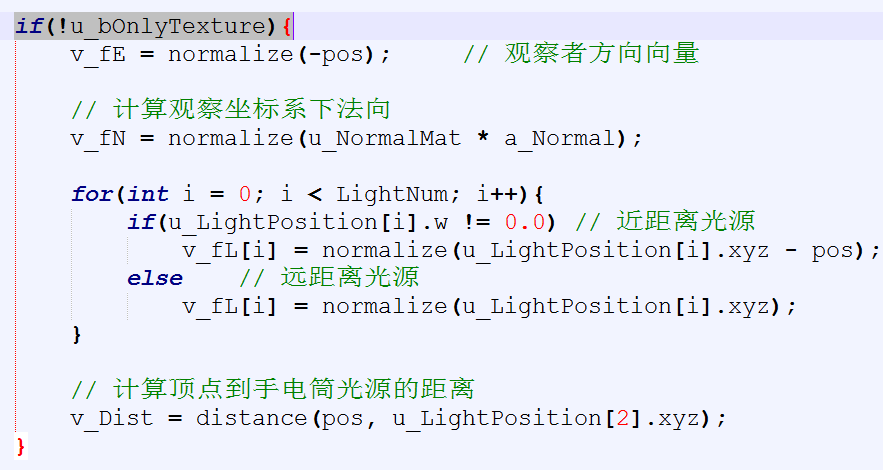 if(!u_bOnlyTexture){
v_fE = normalize(-pos); // 观察者方向向量
// 计算观察坐标系下法向
v_fN = normalize(u_NormalMat * a_Normal);
for(int i = 0; i < LightNum; i++){
if(u_LightPosition[i].w != 0.0) // 近距离光源
v_fL[i] = normalize(u_LightPosition[i].xyz - pos);
else // 远距离光源
v_fL[i] = normalize(u_LightPosition[i].xyz);
}
// 计算顶点到手电筒光源的距离
v_Dist = distance(pos, u_LightPosition[2].xyz);
}